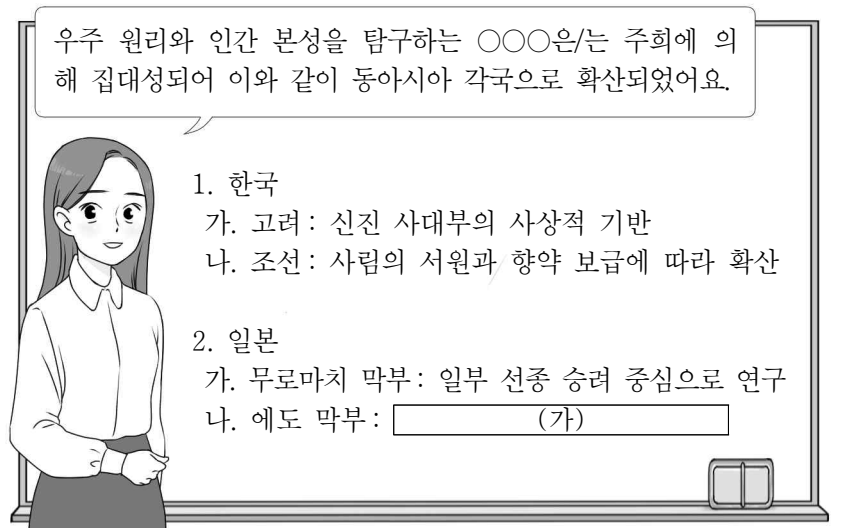 우주 원리와 인간 본성을 탐구하는 ○○○은/는 주희에 의
해 집대성되어 이와 같이 동아시아 각국으로 확산되었어요.
1. 한국
가. 고려 : 신진 사대부의 사상적 기반
나. 조선 : 사림의 서원과 향약 보급에 따라 확산
2. 일본
가. 무로마치 막부 : 일부 선종 승려 중심으로 연구
나. 에도 막부 : (가)